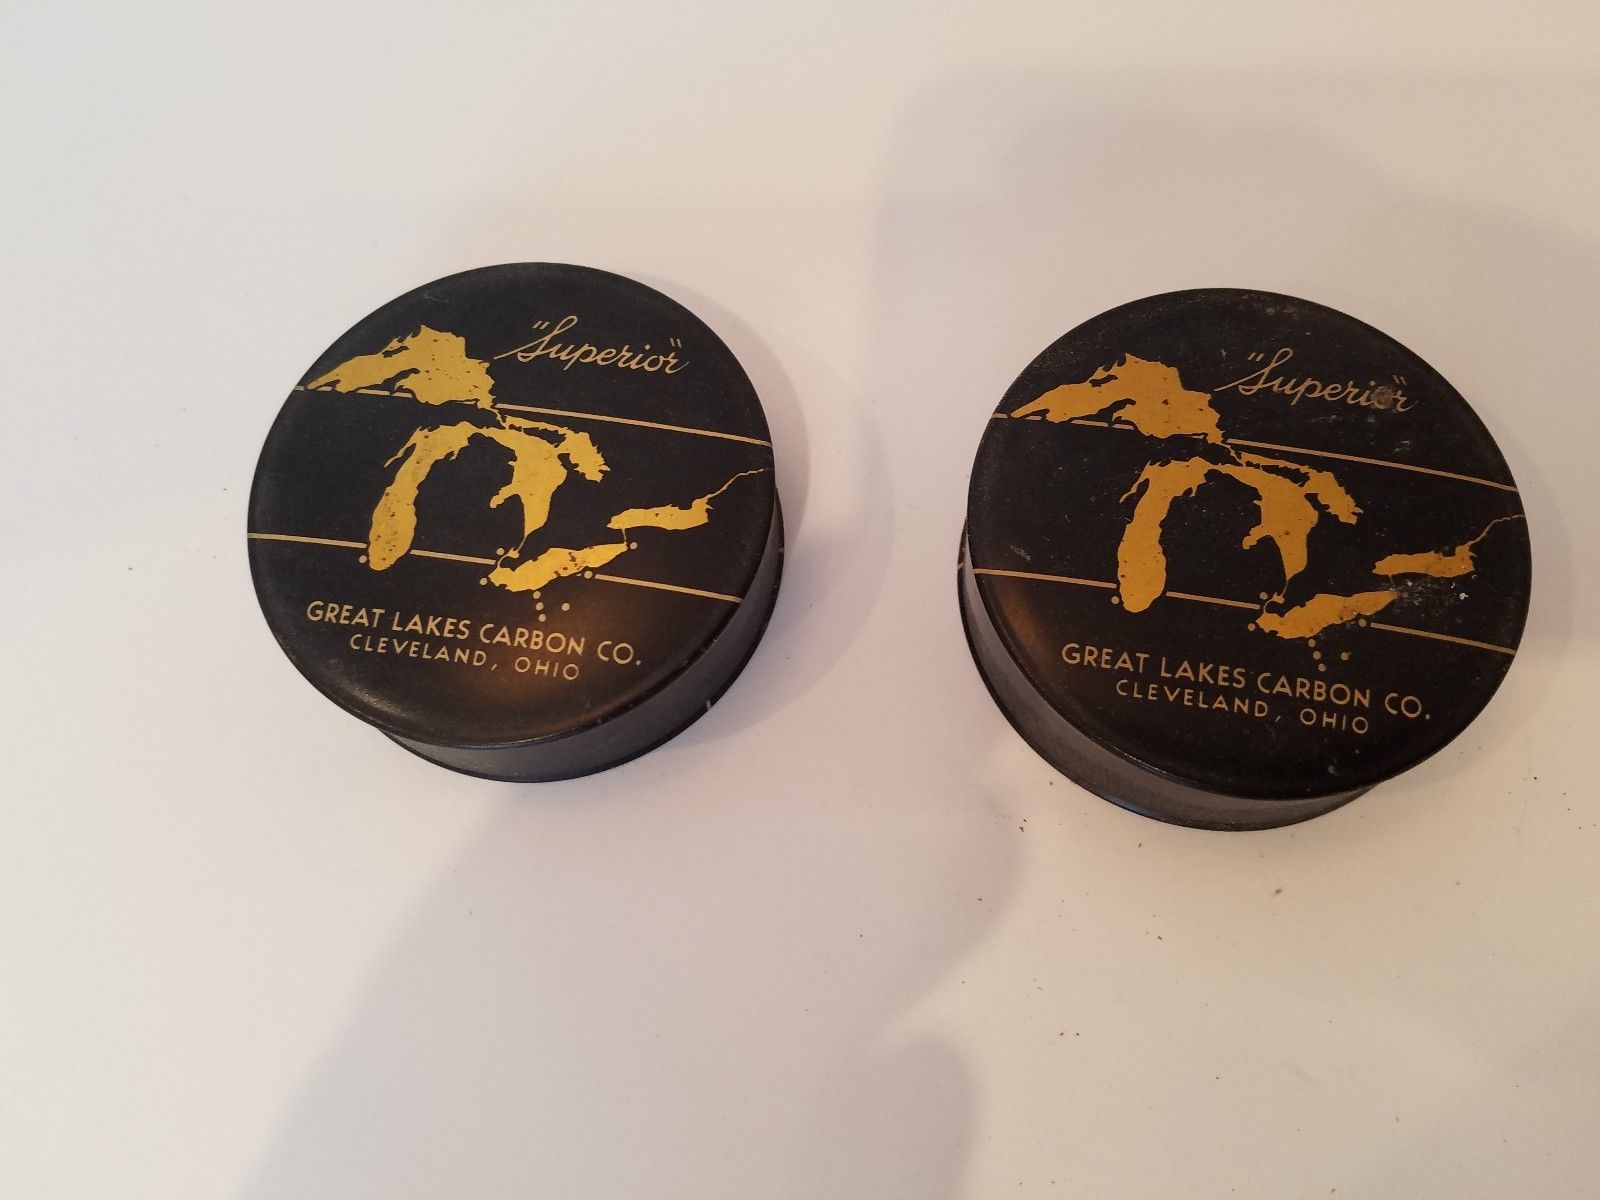 "Superior"
GREAT LAKES CARBON CO.
CLEVELAND, OHIO
"Superior"
GREAT LAKES CARBON CO.
CLEVELAND, OHIO